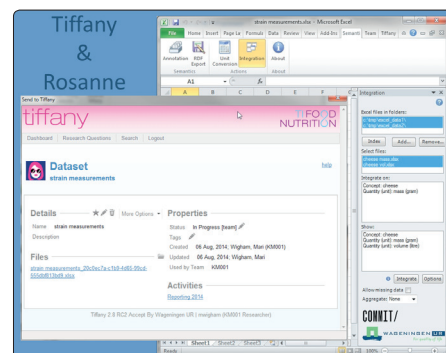 Tiffany
&
Rosanne
strain measurements.xlsx - Microsoft Excel
File Home Insert Page La Formula Data Review View Add-Ins Semanti Team Tiffany
Annotation RDF Export Unit Conversion Integration About
Semantics Actions About
A1 fx
A B C D E F
Integration
Excel files in folders:
Index Add... Remove...
Select files:
cheese mass.xlsx
cheese vol.xlsx
Integrate on:
Concept: cheese
Quantity (unit): mass (gram)
Show:
Concept: cheese
Quantity (unit): mass (gram)
Quantity (unit): volume (litre)
Integrate Options
Allow missing data
Aggregate: None
COMMIT/
WAGENINGEN UR
Send to Tiffany
tiffany
TI FOOD
NUTRITION
Dashboard Research Questions Search Logout
Dataset
strain measurements
help
Details
More Options
Name strain measurements
Description
Files
Properties
Status In Progress [team]
Tags
Created 06 Aug, 2014, Wigham, Mari (KM001)
Updated 06 Aug, 2014, Wigham, Mari
Used by Team KM001
Activities
Reporting 2014
Tiffany 2.8 RC2 Accept By Wageningen UR | mwigham (KM001 Researcher)
Sheet1 Sheet2 Sheet3
Ready 100%